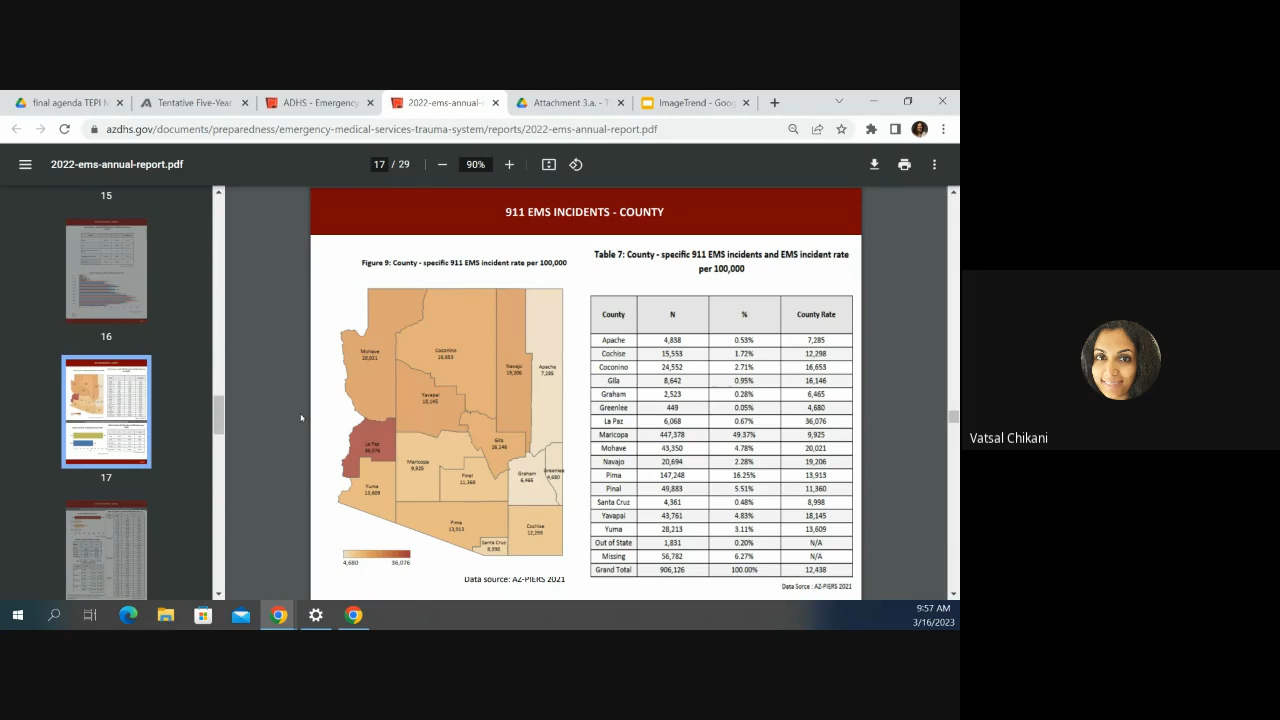 final agenda TEPI M
Tentative Five-Year
ADHS - Emergency
2022-ems-annual-
Attachment 3.a. - T
ImageTrend - Goog
azdhs.gov/documents/preparedness/emergency-medical-services-trauma-system/reports/2022-ems-annual-report.pdf
2022-ems-annual-report.pdf
17 / 29
90%
15
16
17
911 EMS INCIDENTS - COUNTY
Figure 9: County - specific 911 EMS incident rate per 100,000
Mohave
20,021
Coconino
16,653
Navajo
19,206
Apache
7,285
Yavapai
18,145
La Paz
36,076
Gila
16,146
Maricopa
9,925
Pinal
11,360
Graham
6,465
Greenlee
4,680
Yuma
13,609
Pima
13,913
Cochise
12,298
Santa Cruz
8,998
4,680 36,076
Data source: AZ-PIERS 2021
Table 7: County - specific 911 EMS incidents and EMS incident rate
per 100,000
County N % County Rate
Apache 4,838 0.53% 7,285
Cochise 15,553 1.72% 12,298
Coconino 24,552 2.71% 16,653
Gila 8,642 0.95% 16,146
Graham 2,523 0.28% 6,465
Greenlee 449 0.05% 4,680
La Paz 6,068 0.67% 36,076
Maricopa 447,378 49.37% 9,925
Mohave 43,350 4.78% 20,021
Navajo 20,694 2.28% 19,206
Pima 147,248 16.25% 13,913
Pinal 49,883 5.51% 11,360
Santa Cruz 4,361 0.48% 8,998
Yavapai 43,761 4.83% 18,145
Yuma 28,213 3.11% 13,609
Out of State 1,831 0.20% N/A
Missing 56,782 6.27% N/A
Grand Total 906,126 100.00% 12,438
Data Sorce : AZ-PIERS 2021
Vatsal Chikani
9:57 AM
3/16/2023